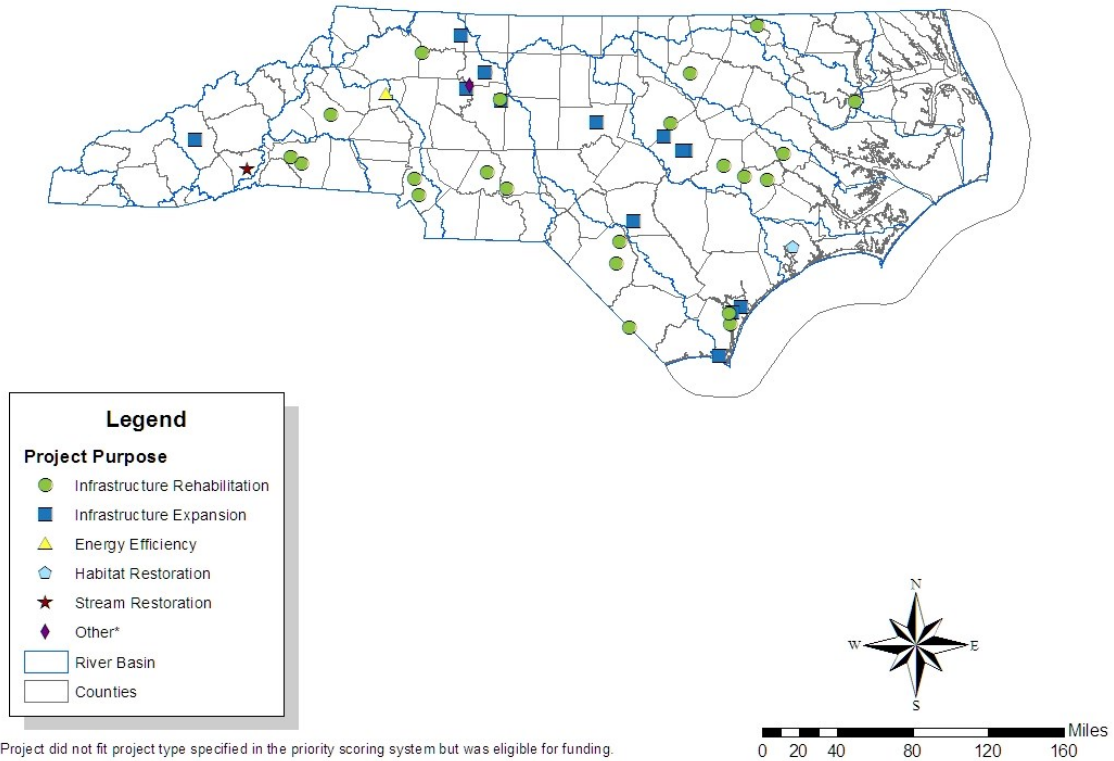 Legend
Project Purpose
Infrastructure Rehabilitation
Infrastructure Expansion
Energy Efficiency
Habitat Restoration
Stream Restoration
Other*
River Basin
Counties
N
W E
S
Miles
0 20 40 80 120 160
Project did not fit project type specified in the priority scoring system but was eligible for funding.